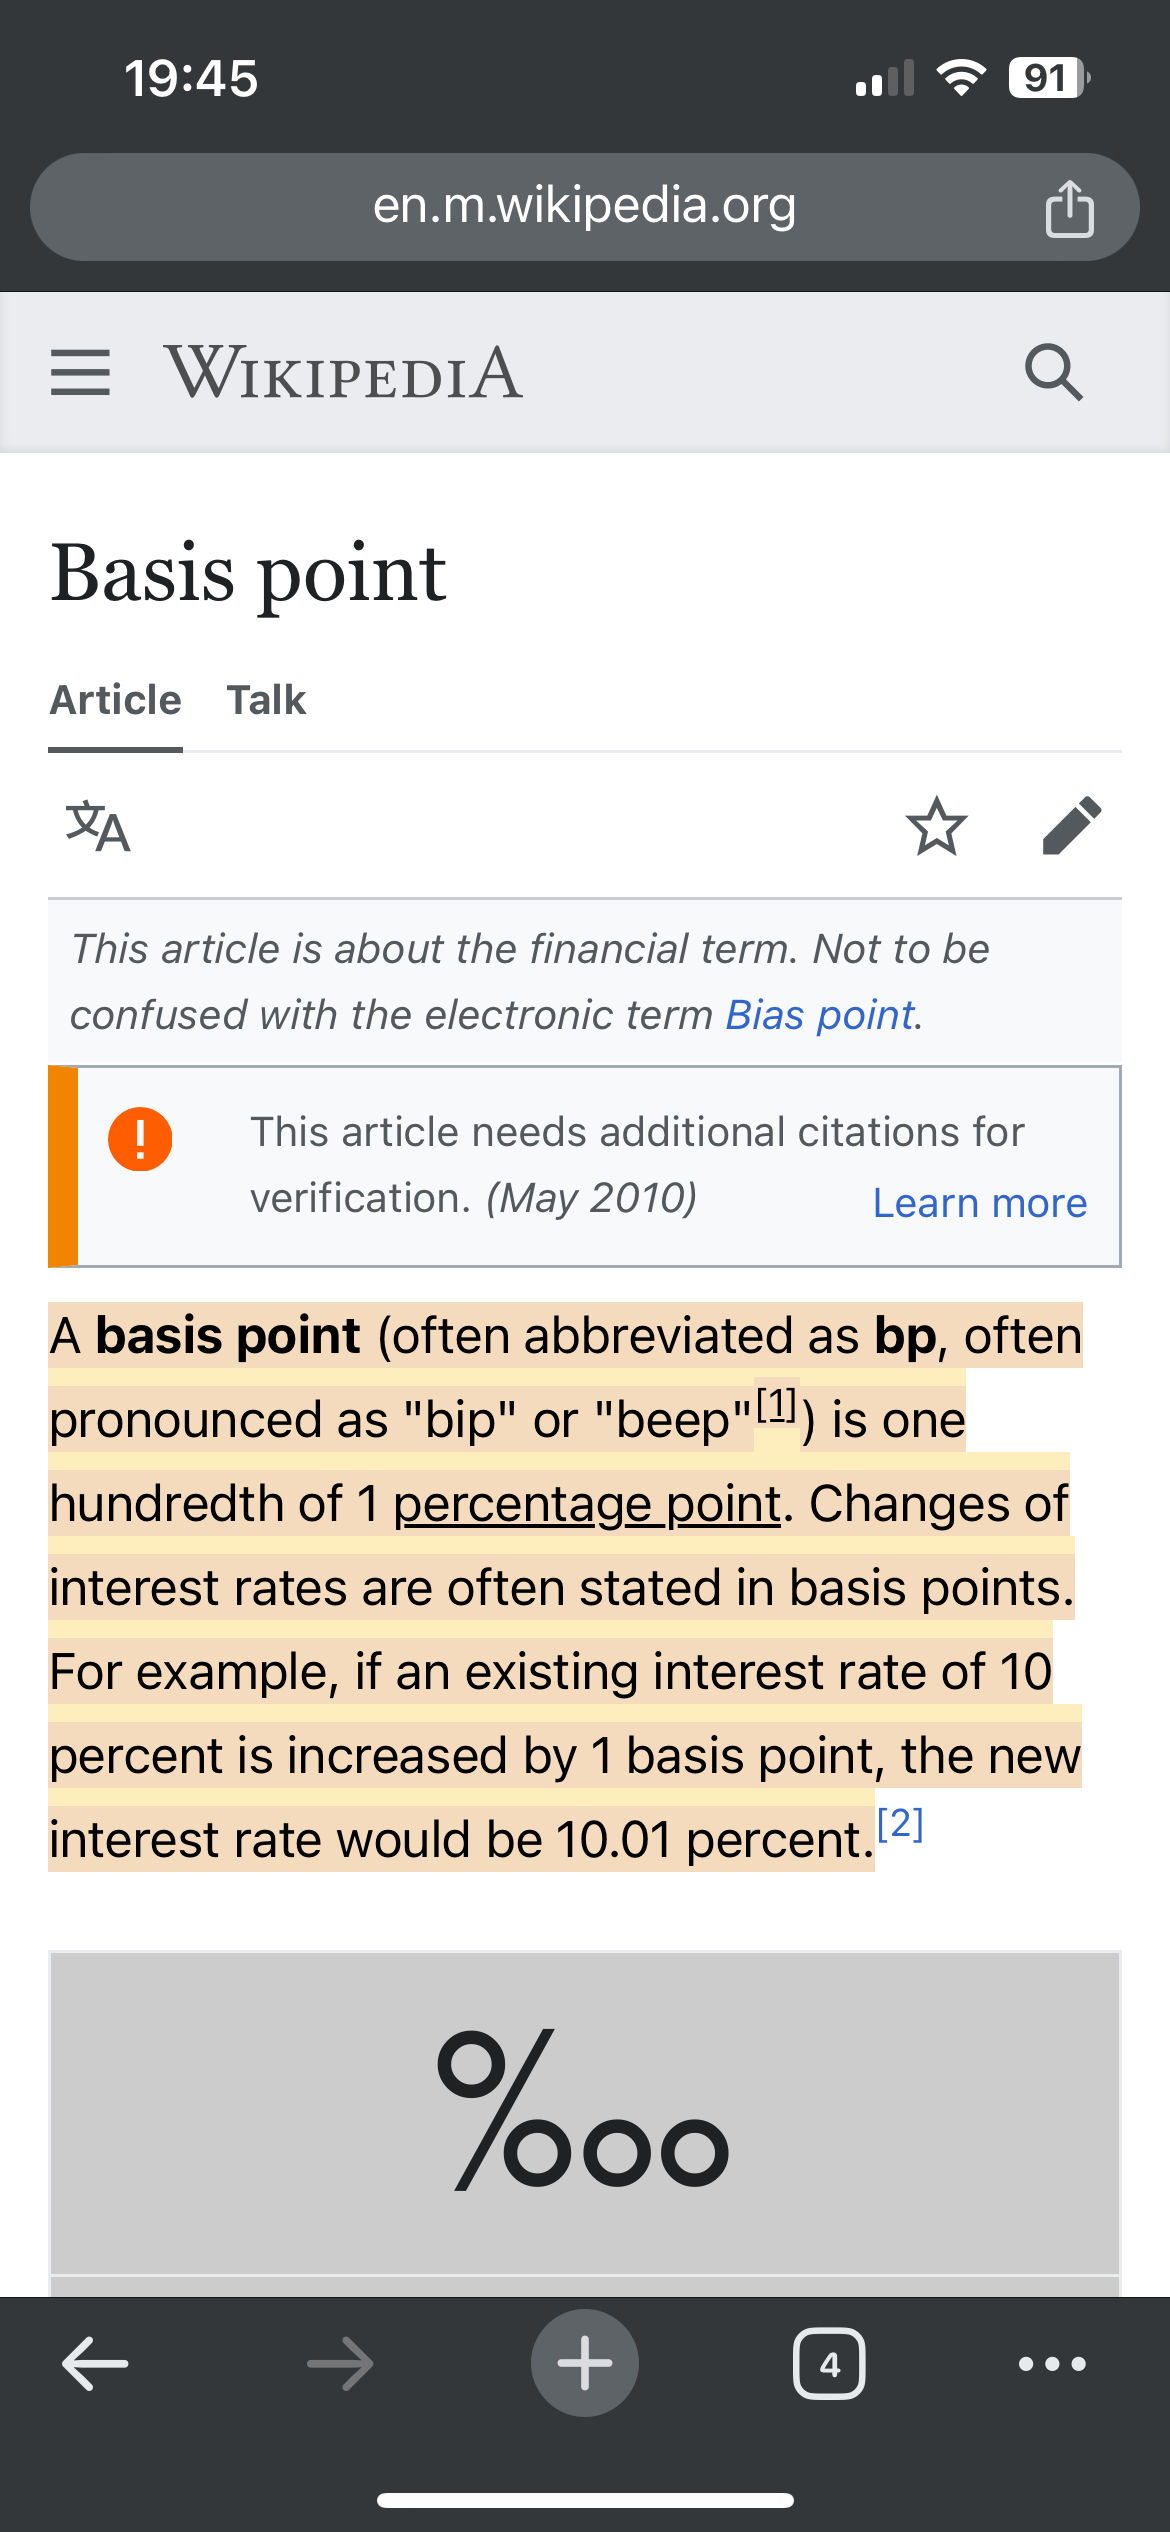 19:45
91
en.m.wikipedia.org
WIKIPEDIA
Basis point
Article Talk
文A
This article is about the financial term. Not to be
confused with the electronic term Bias point.
This article needs additional citations for
verification. (May 2010) Learn more
A basis point (often abbreviated as bp, often
pronounced as "bip" or "beep"[1]) is one
hundredth of 1 percentage point. Changes of
interest rates are often stated in basis points.
For example, if an existing interest rate of 10
percent is increased by 1 basis point, the new
interest rate would be 10.01 percent.[2]
‱
4